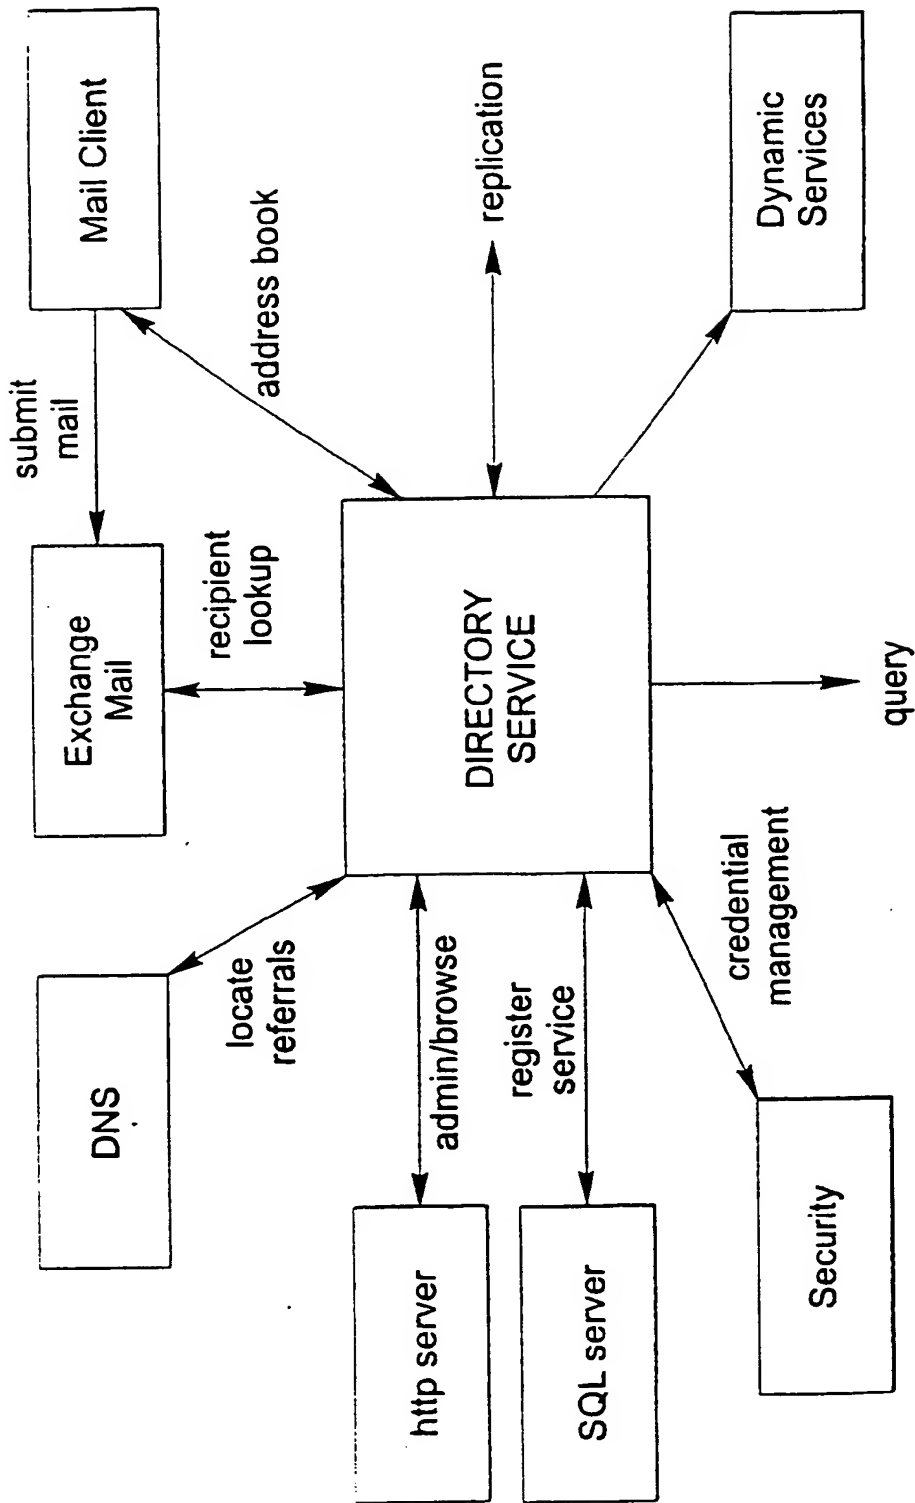 DNS
Exchange
Mail
Mail Client
submit
mail
locate
referrals
recipient
lookup
address book
http server
admin/browse
DIRECTORY
SERVICE
replication
SQL server
register
service
Security
credential
management
query
Dynamic
Services